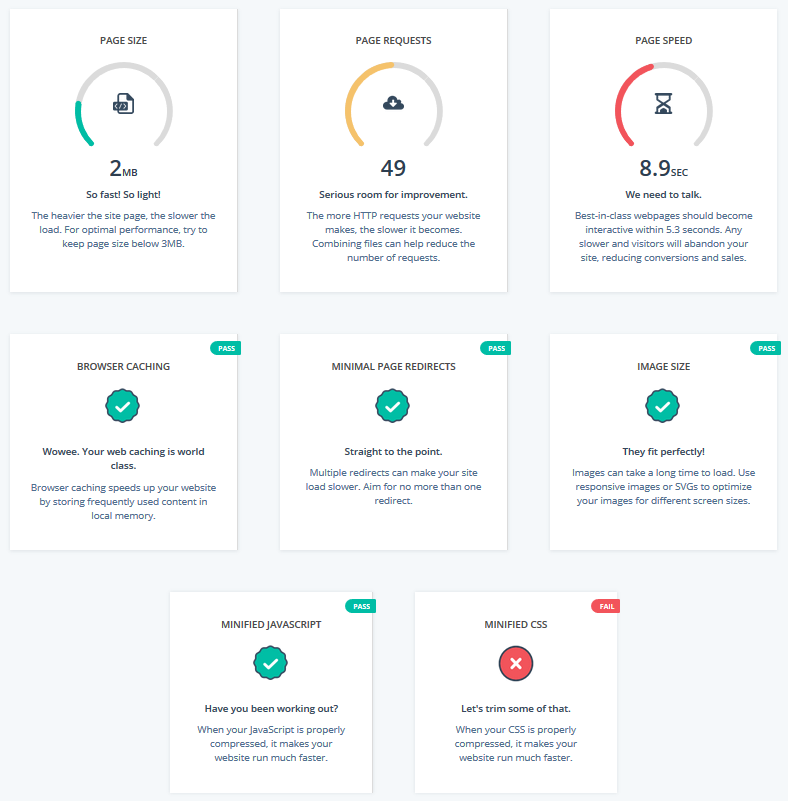 PAGE SIZE
2MB
So fast! So light!
The heavier the site page, the slower the
load. For optimal performance, try to
keep page size below 3MB.
PAGE REQUESTS
49
Serious room for improvement.
The more HTTP requests your website
makes, the slower it becomes.
Combining files can help reduce the
number of requests.
PAGE SPEED
8.9SEC
We need to talk.
Best-in-class webpages should become
interactive within 5.3 seconds. Any
slower and visitors will abandon your
site, reducing conversions and sales.
PASS
BROWSER CACHING
Wowee. Your web caching is world
class.
Browser caching speeds up your website
by storing frequently used content in
local memory.
PASS
MINIMAL PAGE REDIRECTS
Straight to the point.
Multiple redirects can make your site
load slower. Aim for no more than one
redirect.
PASS
IMAGE SIZE
They fit perfectly!
Images can take a long time to load. Use
responsive images or SVGs to optimize
your images for different screen sizes.
PASS
MINIFIED JAVASCRIPT
Have you been working out?
When your JavaScript is properly
compressed, it makes your
website run much faster.
FAIL
MINIFIED CSS
Let's trim some of that.
When your CSS is properly
compressed, it makes your
website run much faster.